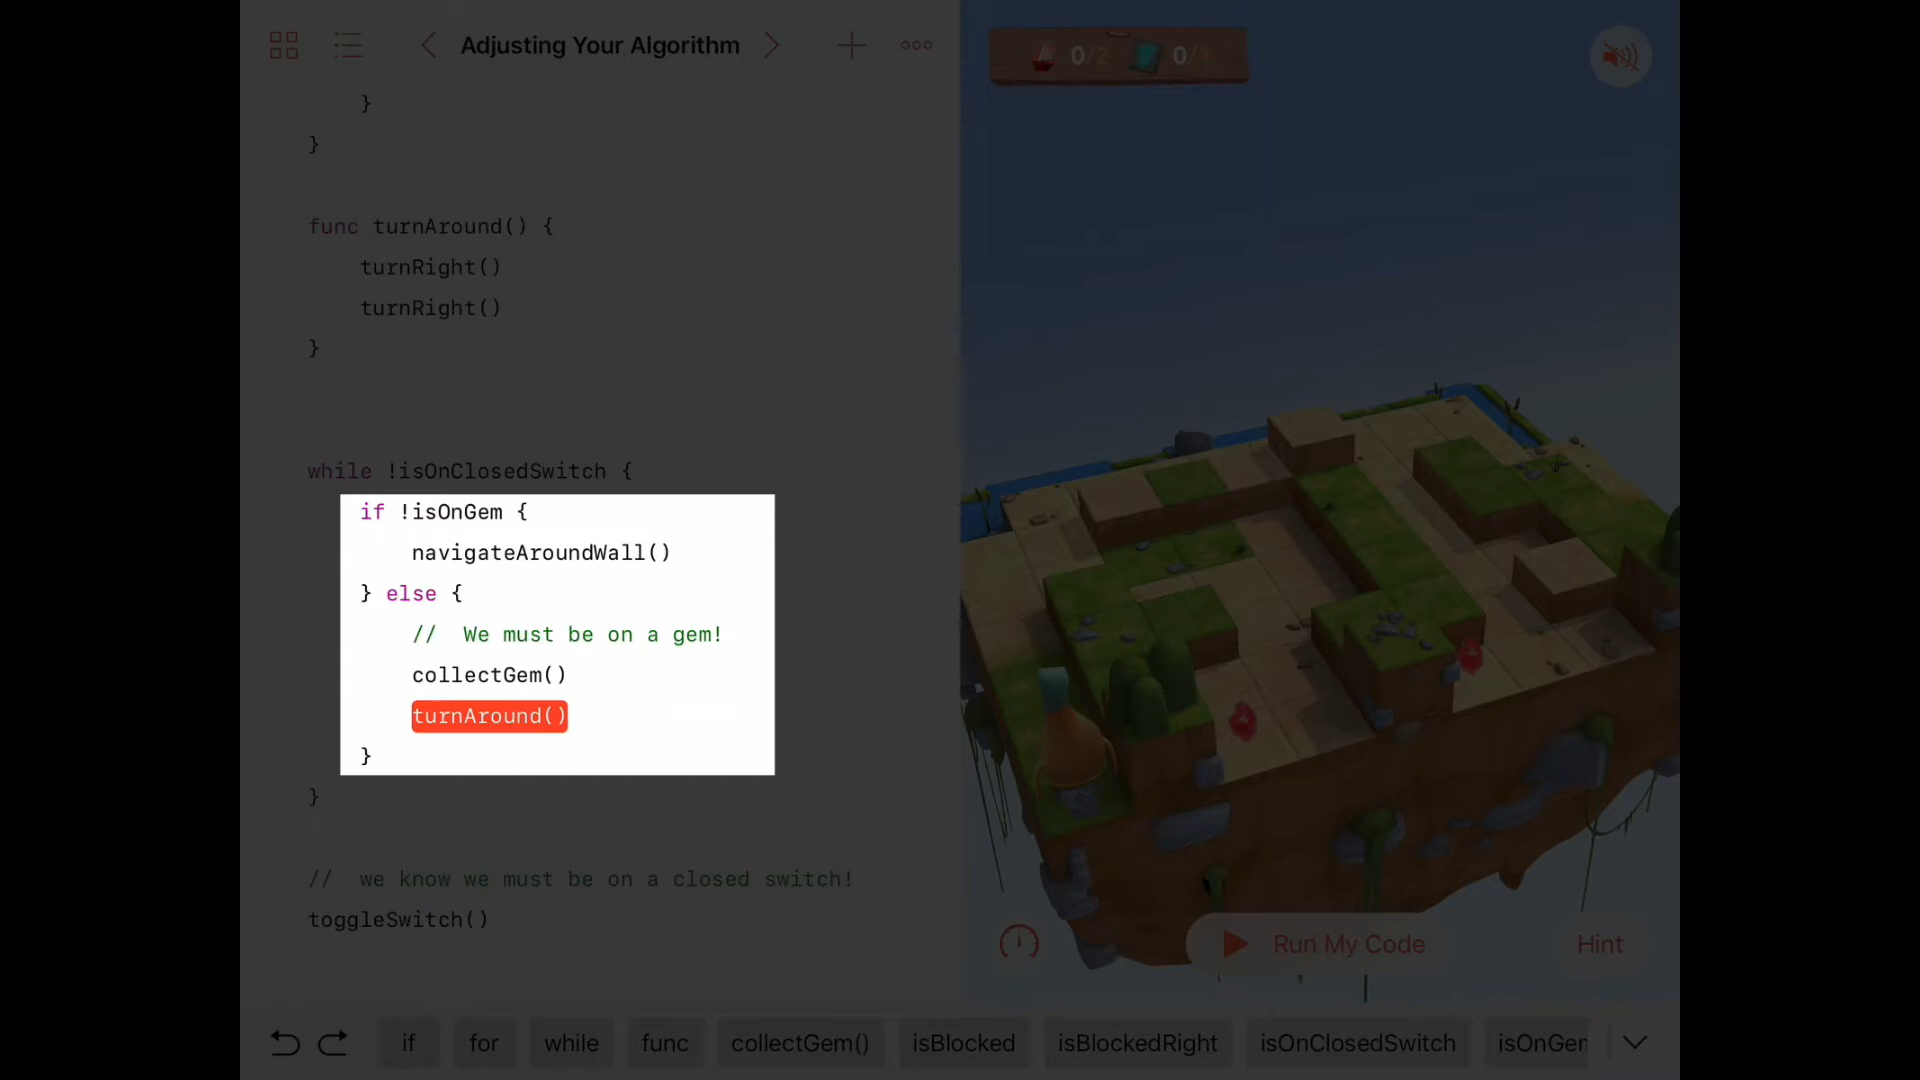 Adjusting Your Algorithm
0/2 0/1
}
}
func turnAround() {
turnRight()
turnRight()
}
while !isOnClosedSwitch {
if !isOnGem {
navigateAroundWall()
} else {
// We must be on a gem!
collectGem()
turnAround()
}
}
// we know we must be on a closed switch!
toggleSwitch()
Run My Code
Hint
if for while func collectGem() isBlocked isBlockedRight isOnClosedSwitch isOnGem